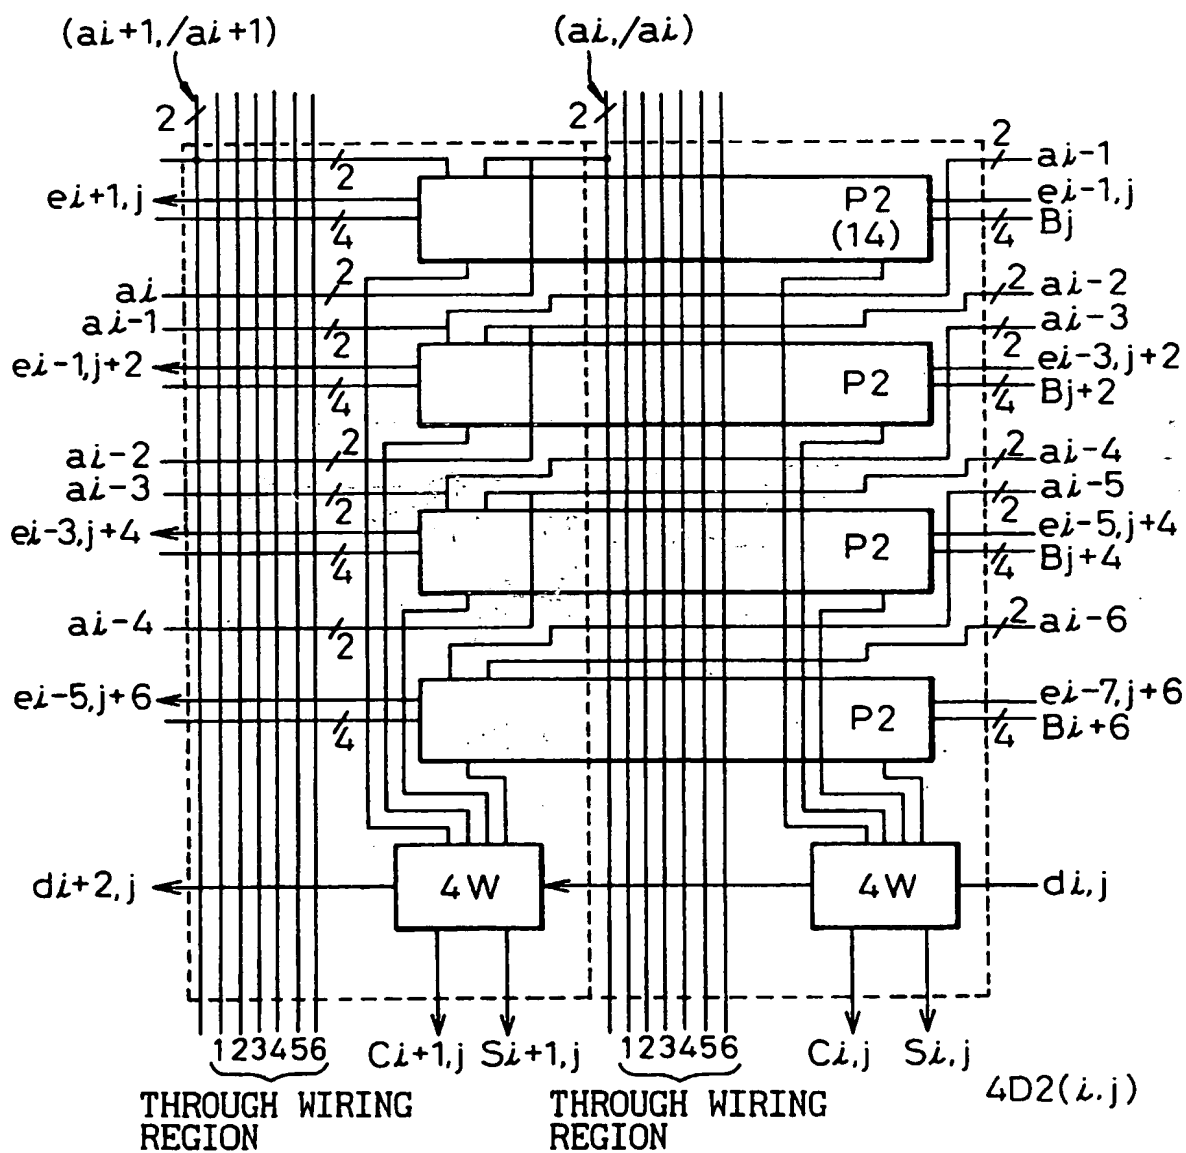 (ai+1,/ai+1) (ai,/ai)
2 2
2 ai-1
2
ei+1,j P2 ei-1,j
(14) 4 Bj
4
2 2 ai-2
ai
ai-1 ai-3
2 2
ei-1,j+2 P2 ei-3,j+2
4 4 Bj+2
2 2 ai-4
ai-2
ai-3 ai-5
2 2
ei-3,j+4 P2 ei-5,j+4
4 4 Bj+4
ai-4 2 ai-6
2
ei-5,j+6 P2 ei-7,j+6
4 4 Bi+6
di+2,j 4W 4W di,j
123456 Ci+1,j Si+1,j 123456 Ci,j Si,j
THROUGH WIRING REGION
THROUGH WIRING REGION
4D2(i.j)